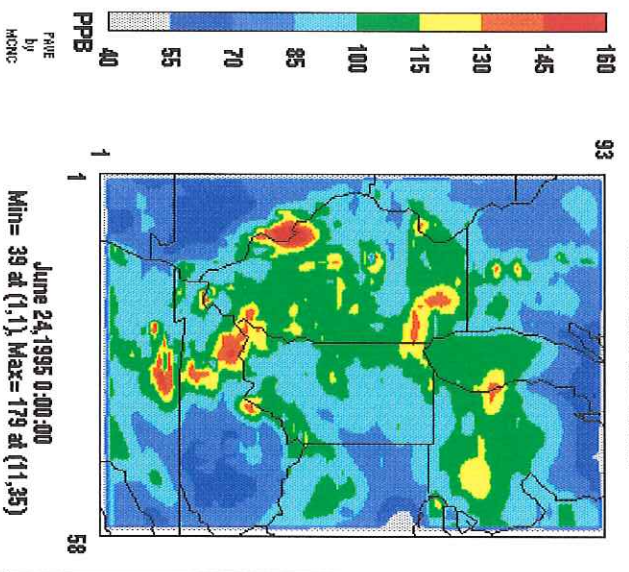 160
145
130
115
100
85
70
55
40
PPB
PAVE
by
MCNC
93
1
1
58
June 24,1995 0:00:00
Min= 39 at (1,1), Max= 179 at (11,35)